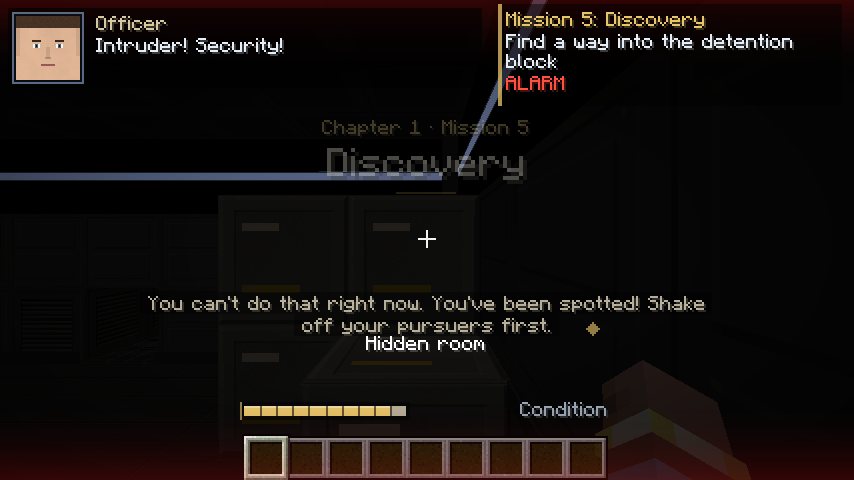 Officer
Intruder! Security!
Mission 5: Discovery
Find a way into the detention
block
ALARM
Chapter 1 · Mission 5
Discovery
You can't do that right now. You've been spotted! Shake
off your pursuers first.
Hidden room
Condition